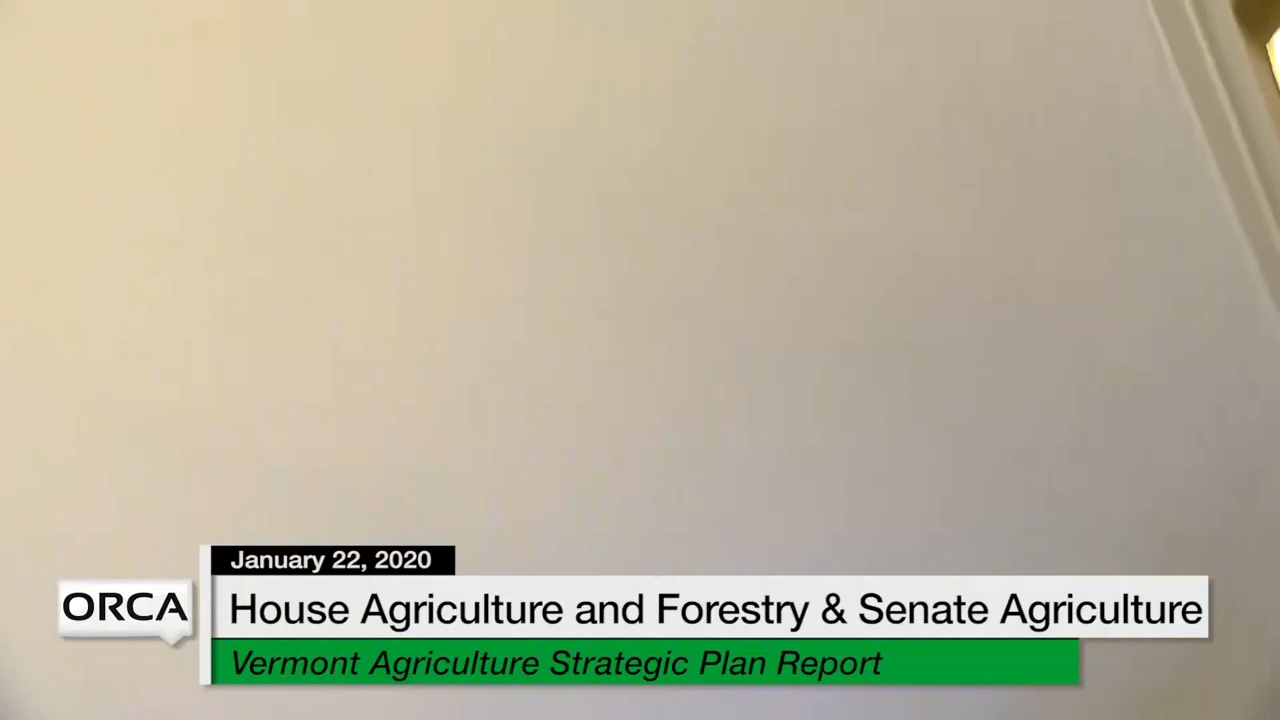 January 22, 2020
ORCA
House Agriculture and Forestry & Senate Agriculture
Vermont Agriculture Strategic Plan Report